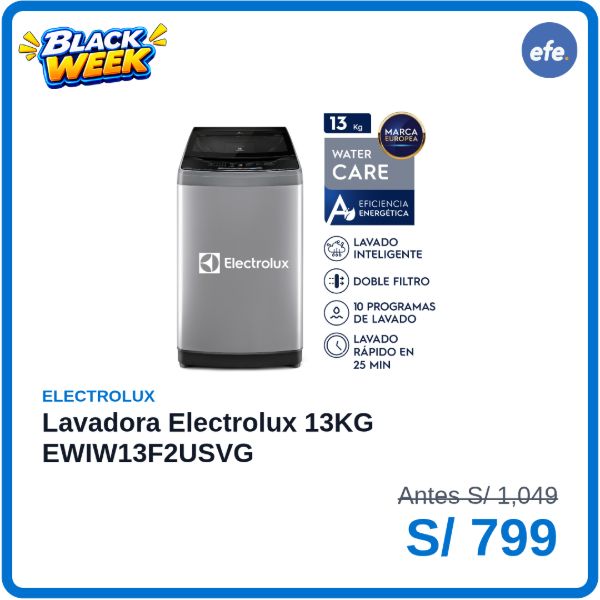 BLACK
WEEK
efe.
13 Kg
MARCA
EUROPEA
WATER
CARE
A
EFICIENCIA
ENERGÉTICA
Electrolux
LAVADO
INTELIGENTE
DOBLE FILTRO
10 PROGRAMAS
DE LAVADO
LAVADO
RÁPIDO EN
25 MIN
ELECTROLUX
Lavadora Electrolux 13KG
EWIW13F2USVG
Antes S/ 1,049
S/ 799